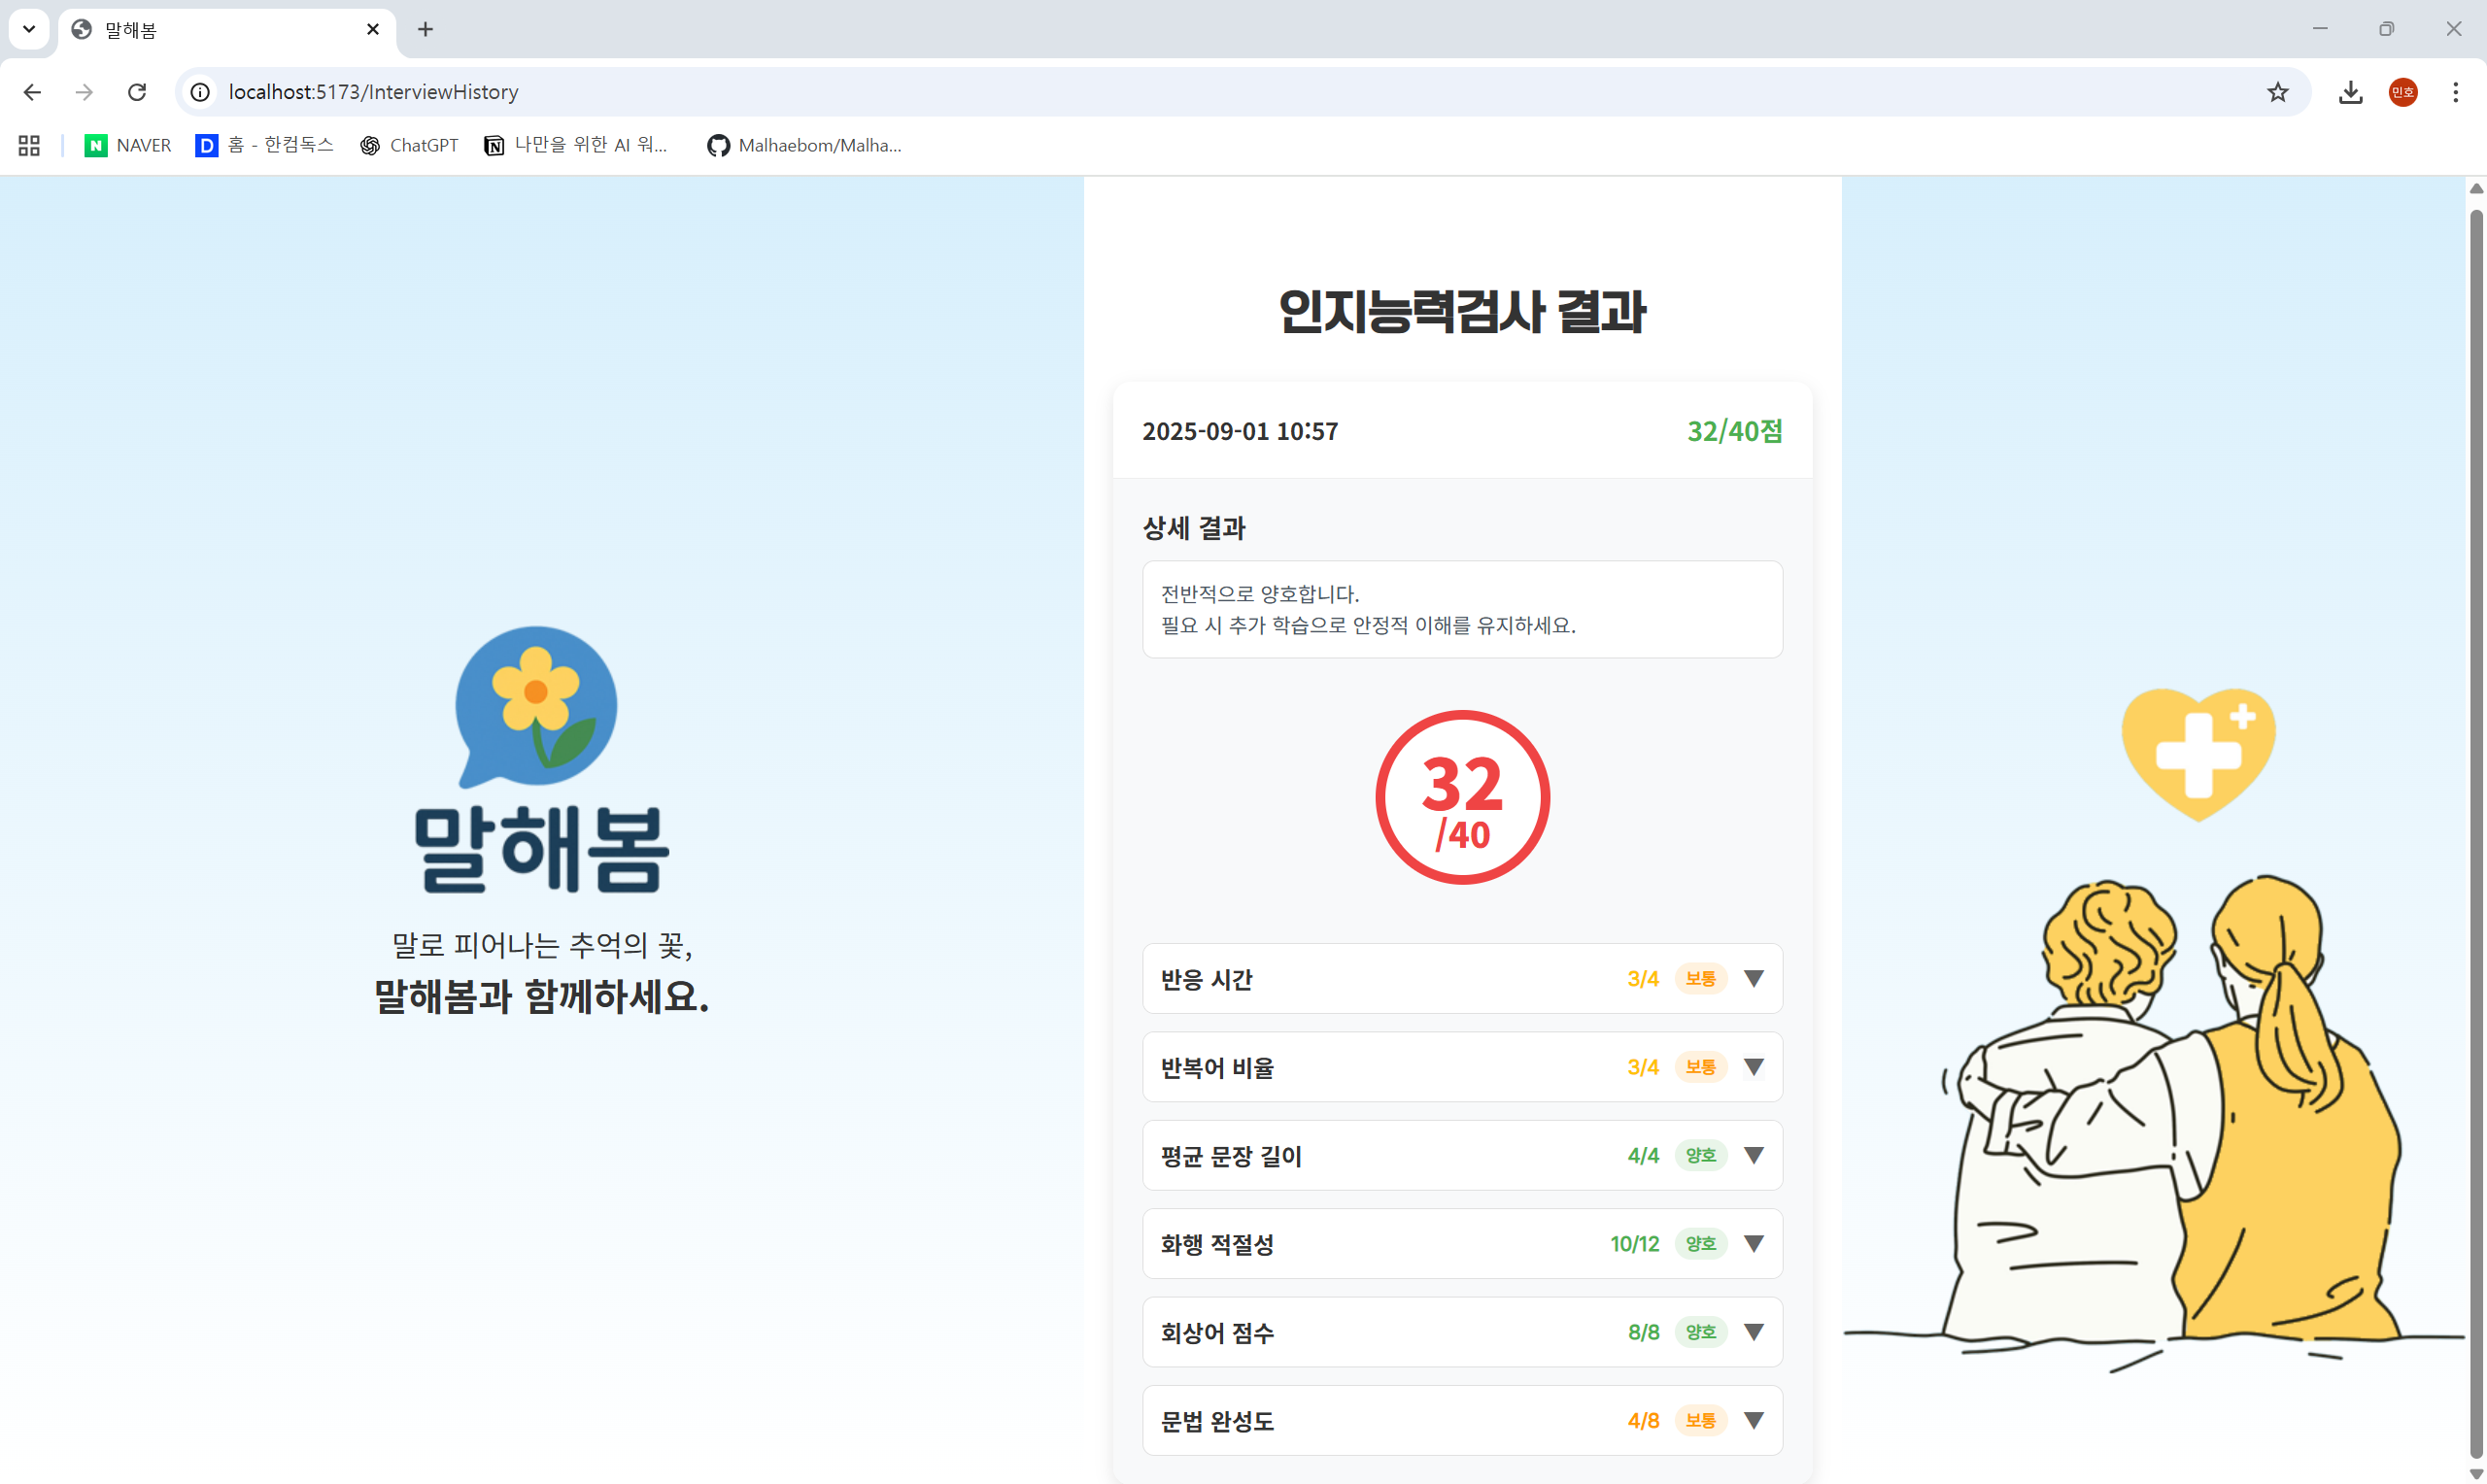 말해봄
localhost:5173/InterviewHistory
민호
NAVER
홈 - 한컴독스
ChatGPT
나만을 위한 AI 워...
Malhaebom/Malha...
말해봄
말로 피어나는 추억의 꽃,
말해봄과 함께하세요.
인지능력검사 결과
2025-09-01 10:57 32/40점
상세 결과
전반적으로 양호합니다.
필요 시 추가 학습으로 안정적 이해를 유지하세요.
32
/40
반응 시간 3/4 보통 ▼
반복어 비율 3/4 보통 ▼
평균 문장 길이 4/4 양호 ▼
화행 적절성 10/12 양호 ▼
회상어 점수 8/8 양호 ▼
문법 완성도 4/8 보통 ▼